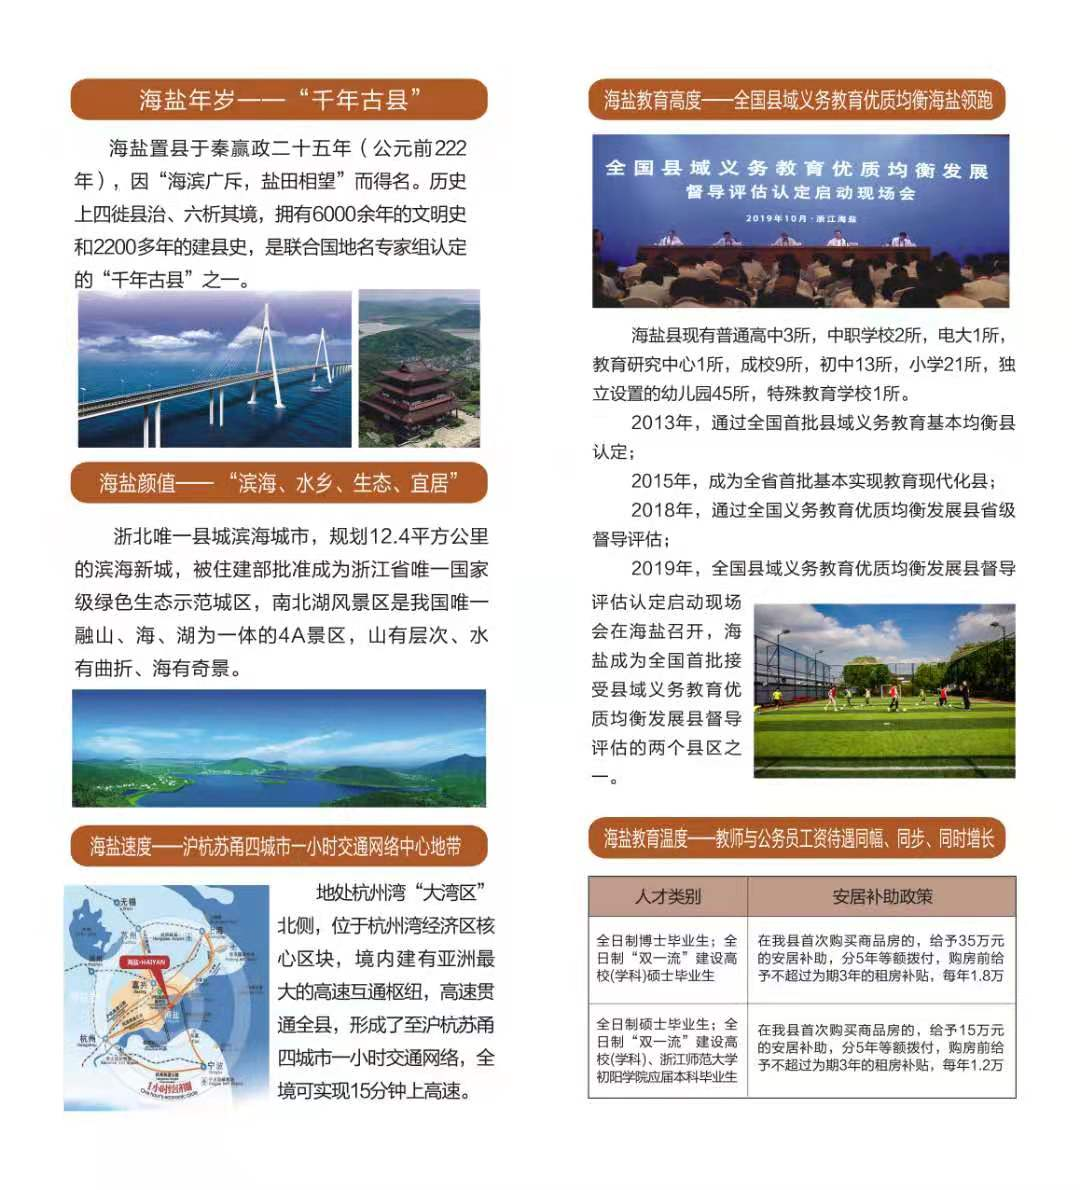 海盐年岁——“千年古县”
海盐置县于秦嬴政二十五年（公元前222
年），因“海滨广斥，盐田相望”而得名。历史
上四徙县治、六析其境，拥有6000余年的文明史
和2200多年的建县史，是联合国地名专家组认定
的“千年古县”之一。
海盐颜值—— “滨海、水乡、生态、宜居”
浙北唯一县城滨海城市，规划12.4平方公里
的滨海新城，被住建部批准成为浙江省唯一国家
级绿色生态示范城区，南北湖风景区是我国唯一
融山、海、湖为一体的4A景区，山有层次、水
有曲折、海有奇景。
海盐速度——沪杭苏甬四城市一小时交通网络中心地带
无锡
苏州
上海
海盐·HAIYAN
嘉兴
海盐
杭州
宁波
1小时经济圈
One hour's economic circle
地处杭州湾“大湾区”
北侧，位于杭州湾经济区核
心区块，境内建有亚洲最
大的高速互通枢纽，高速贯
通全县，形成了至沪杭苏甬
四城市一小时交通网络，全
境可实现15分钟上高速。
海盐教育高度——全国县域义务教育优质均衡海盐领跑
全国县域义务教育优质均衡发展
督导评估认定启动现场会
2019年10月·浙江海盐
海盐县现有普通高中3所，中职学校2所，电大1所，
教育研究中心1所，成校9所，初中13所，小学21所，独
立设置的幼儿园45所，特殊教育学校1所。
2013年，通过全国首批县域义务教育基本均衡县
认定；
2015年，成为全省首批基本实现教育现代化县；
2018年，通过全国义务教育优质均衡发展县省级
督导评估；
2019年，全国县域义务教育优质均衡发展县督导
评估认定启动现场
会在海盐召开，海
盐成为全国首批接
受县域义务教育优
质均衡发展县督导
评估的两个县区之
一。
海盐教育温度——教师与公务员工资待遇同幅、同步、同时增长
人才类别
安居补助政策
全日制博士毕业生；全
日制“双一流”建设高
校(学科)硕士毕业生
在我县首次购买商品房的，给予35万元
的安居补助，分5年等额拨付，购房前给
予不超过为期3年的租房补贴，每年1.8万
全日制硕士毕业生；全
日制“双一流”建设高
校(学科)、浙江师范大学
初阳学院应届本科毕业生
在我县首次购买商品房的，给予15万元
的安居补助，分5年等额拨付，购房前给
予不超过为期3年的租房补贴，每年1.2万